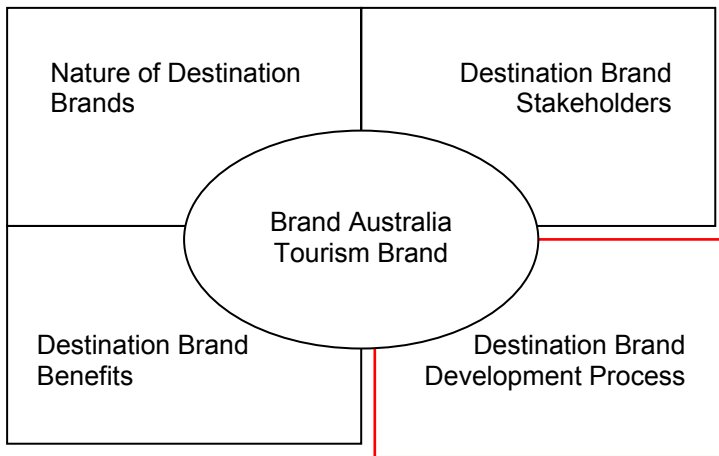 Nature of Destination
Brands
Destination Brand
Stakeholders
Brand Australia
Tourism Brand
Destination Brand
Benefits
Destination Brand
Development Process